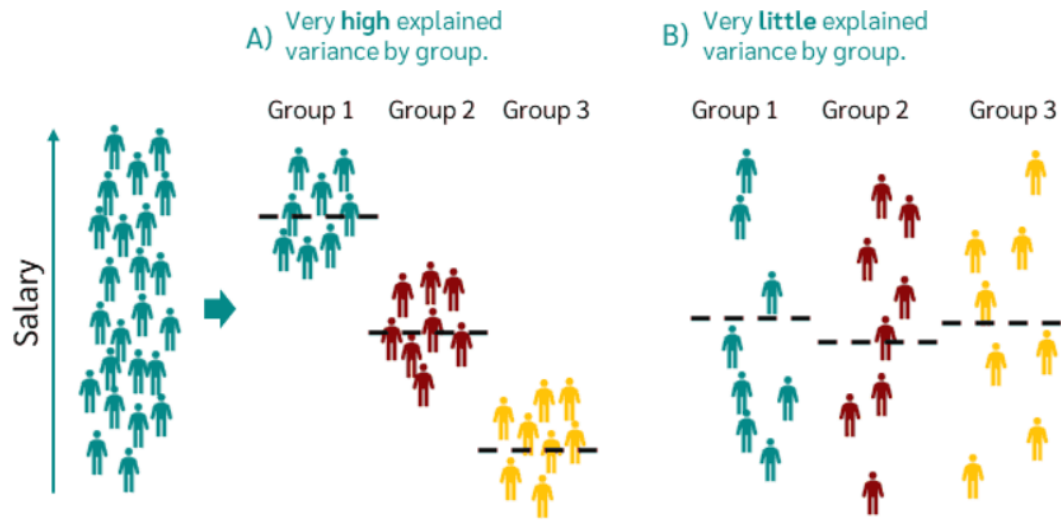 A) Very high explained
variance by group.
B) Very little explained
variance by group.
Group 1 Group 2 Group 3
Group 1 Group 2 Group 3
Salary